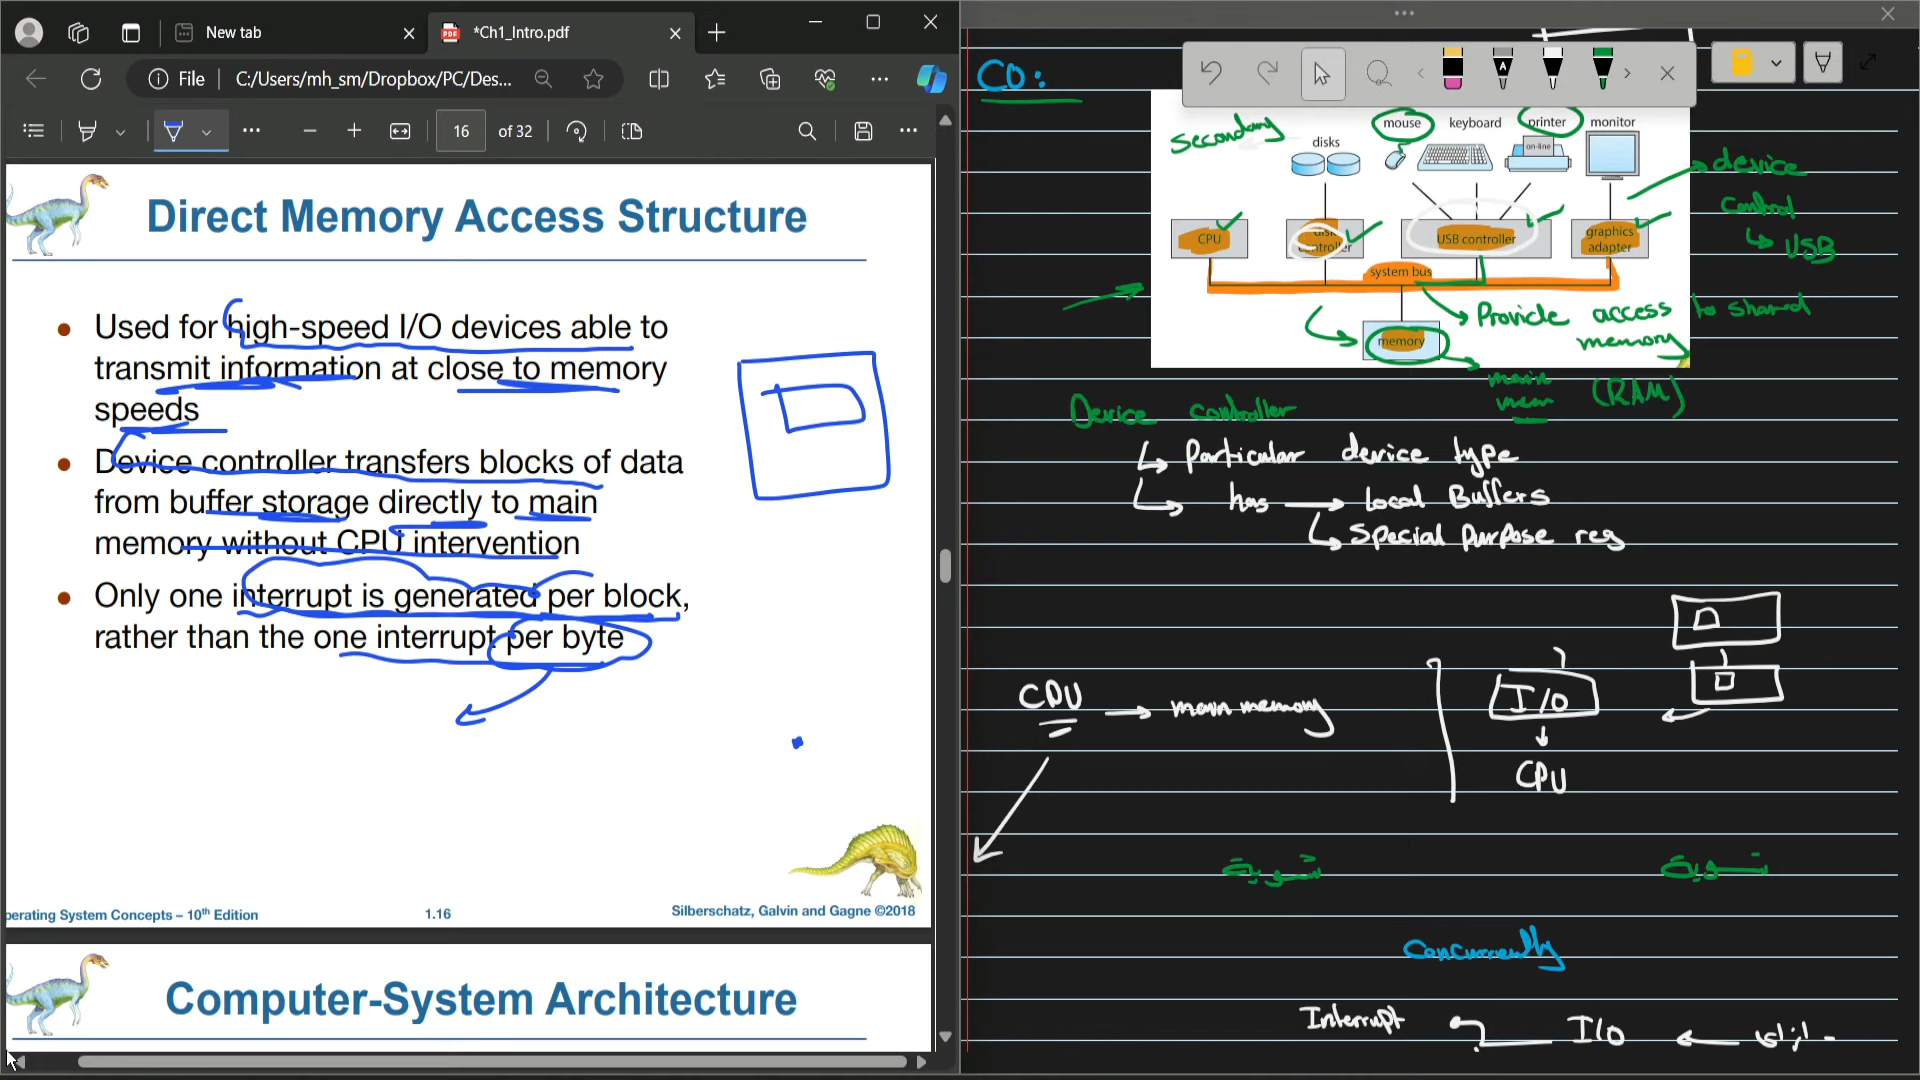 New tab
*Ch1_Intro.pdf
File
C:/Users/mh_sm/Dropbox/PC/Des...
16
of 32
Direct Memory Access Structure
Used for high-speed I/O devices able to
transmit information at close to memory
speeds
Device controller transfers blocks of data
from buffer storage directly to main
memory without CPU intervention
Only one interrupt is generated per block,
rather than the one interrupt per byte
perating System Concepts – 10th Edition
1.16
Silberschatz, Galvin and Gagne ©2018
Computer-System Architecture
CO:
secondary
disks
mouse
keyboard
printer
monitor
on-line
CPU
disk
controller
USB controller
graphics
adapter
system bus
memory
device
control
USB
Provide access to shared
memory
main
mem
(RAM)
Device controller
Particular device type
has → Local Buffers
Special Purpose reg
CPU → main memory
I/O
CPU
Concurrently
Interrupt
I/O